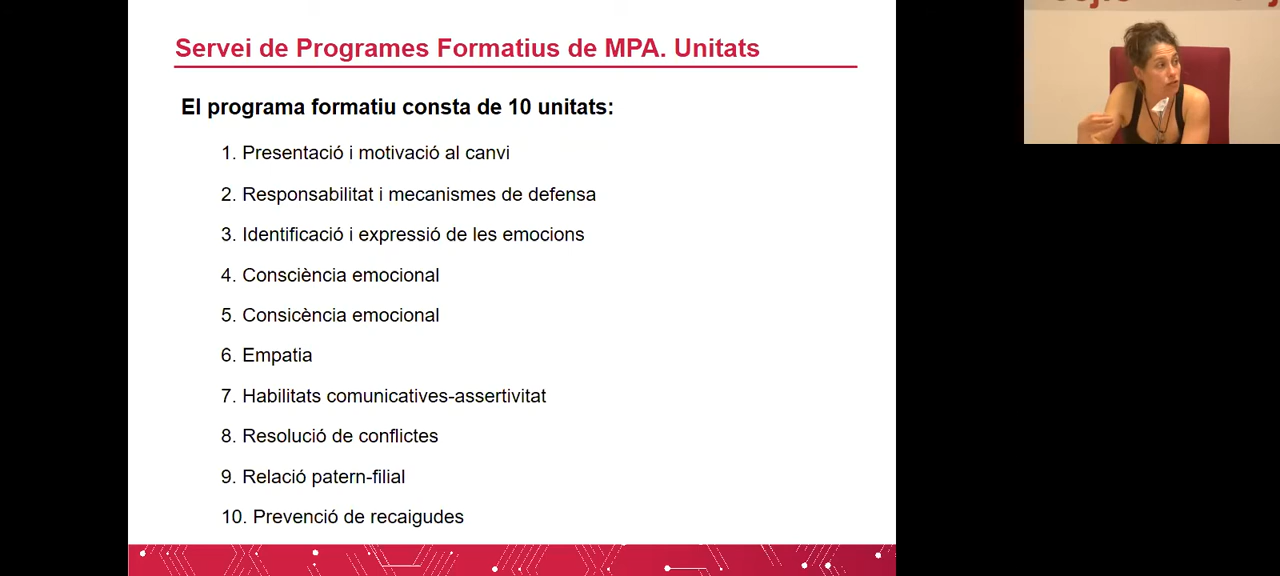 Servei de Programes Formatius de MPA. Unitats
El programa formatiu consta de 10 unitats:
1. Presentació i motivació al canvi
2. Responsabilitat i mecanismes de defensa
3. Identificació i expressió de les emocions
4. Consciència emocional
5. Consicència emocional
6. Empatia
7. Habilitats comunicatives-assertivitat
8. Resolució de conflictes
9. Relació patern-filial
10. Prevenció de recaigudes